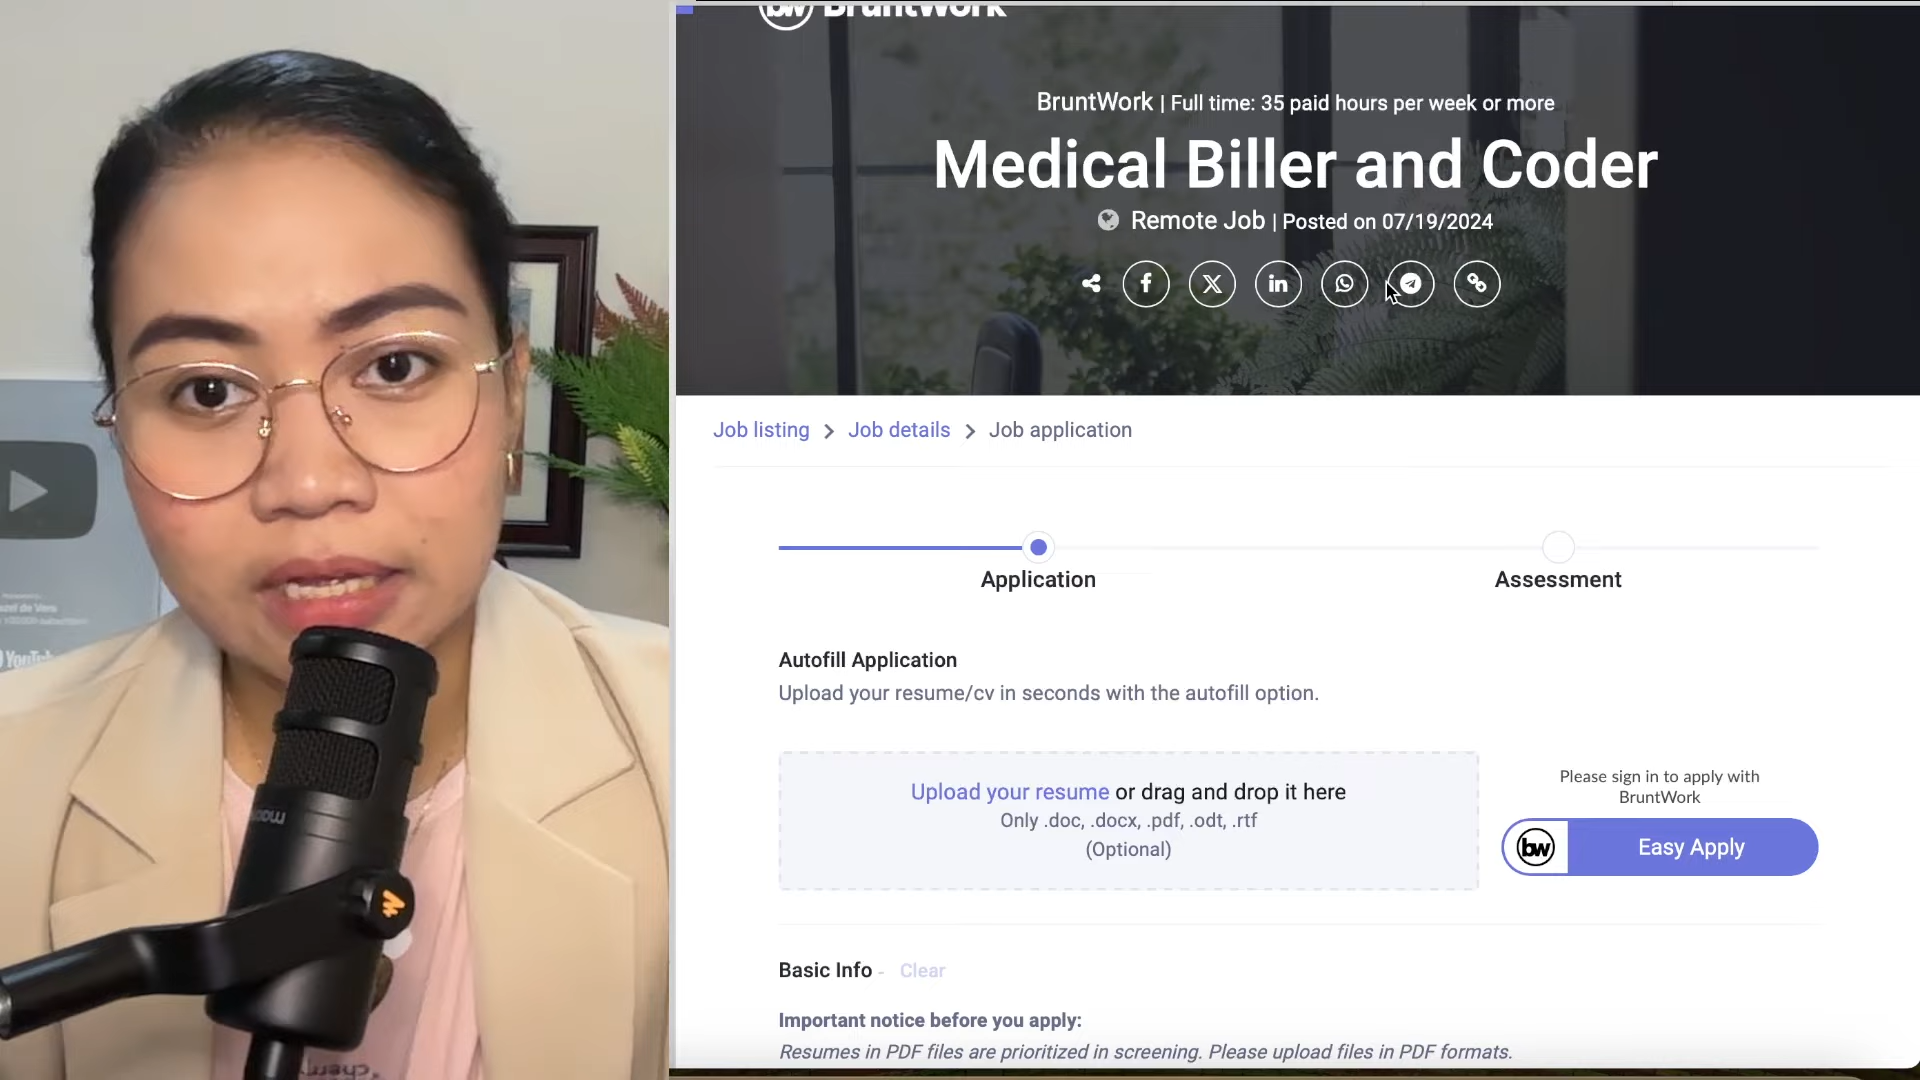 BruntWork
BruntWork | Full time: 35 paid hours per week or more
Medical Biller and Coder
Remote Job | Posted on 07/19/2024
Job listing > Job details > Job application
Application
Assessment
Autofill Application
Upload your resume/cv in seconds with the autofill option.
Upload your resume or drag and drop it here
Only .doc, .docx, .pdf, .odt, .rtf
(Optional)
Please sign in to apply with
BruntWork
bw Easy Apply
Basic Info - Clear
Important notice before you apply:
Resumes in PDF files are prioritized in screening. Please upload files in PDF formats.
YouTube